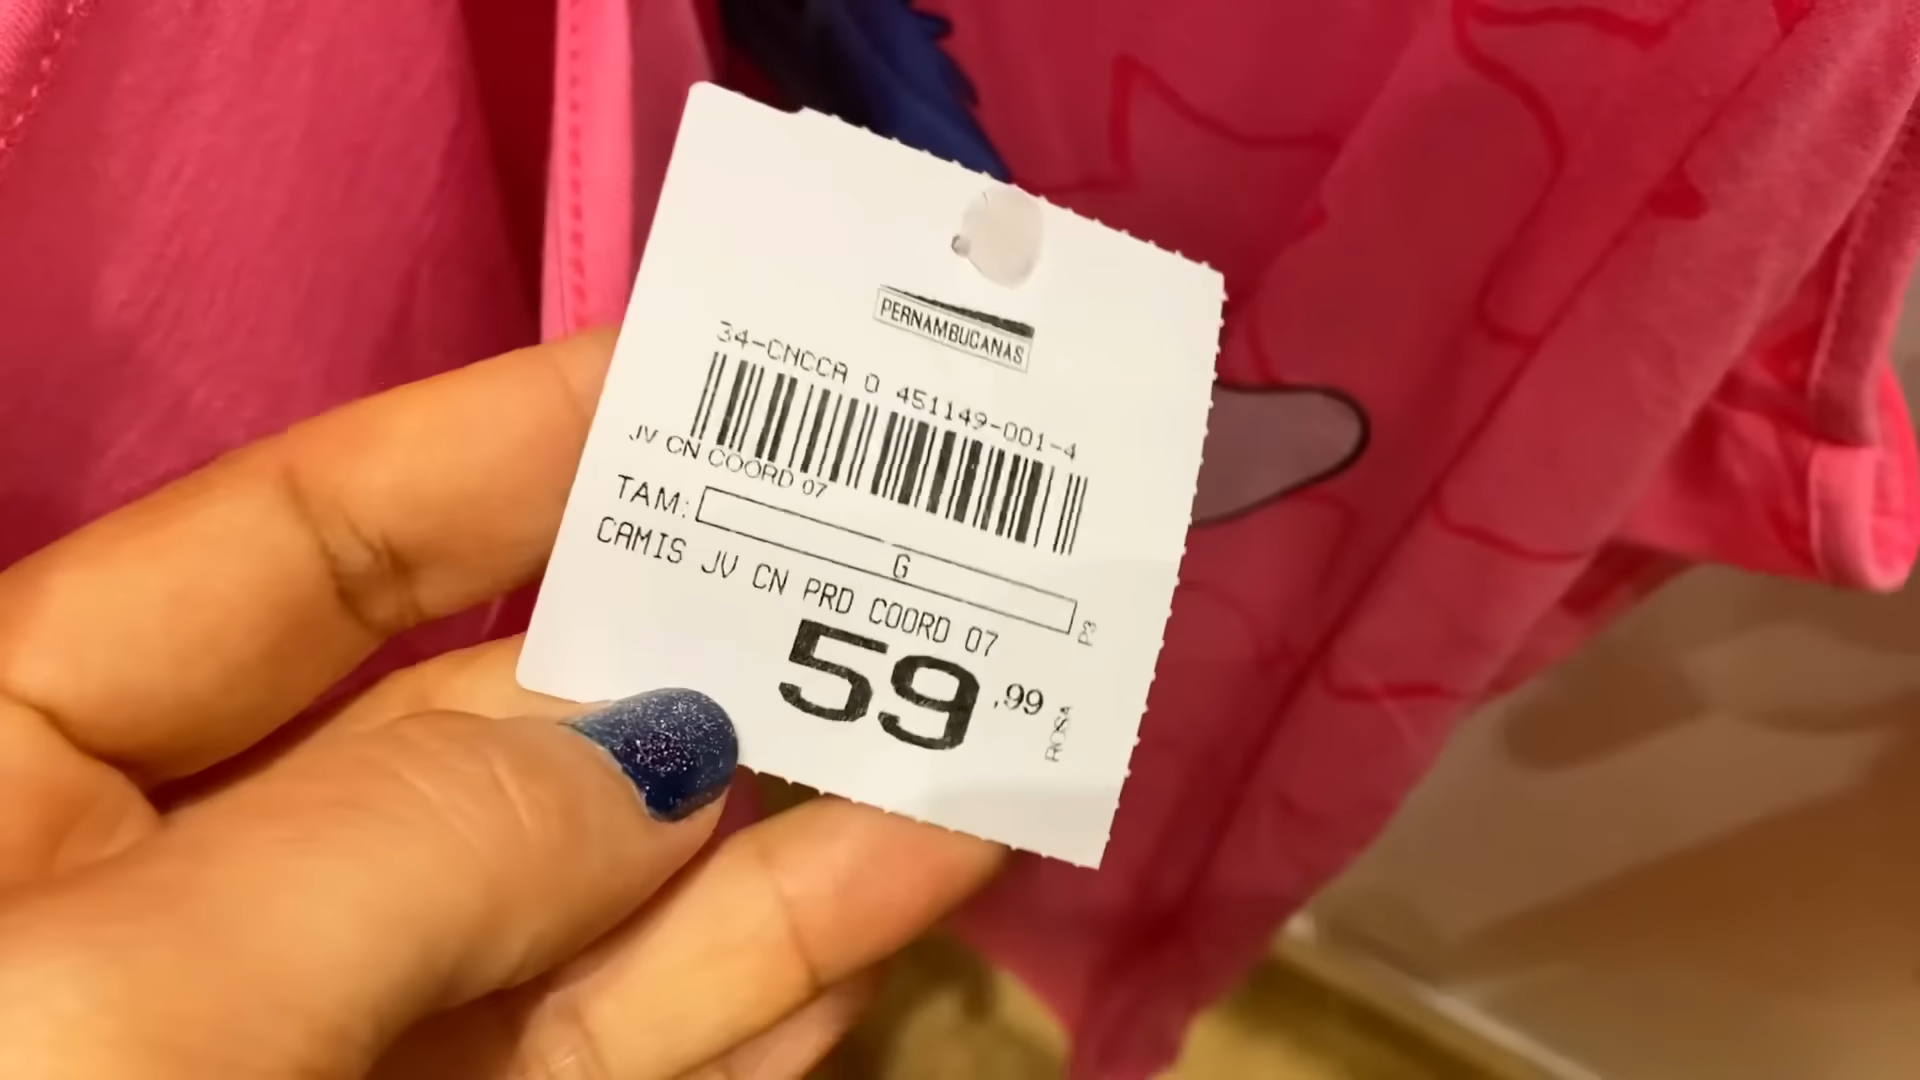 PERNAMBUCANAS
34-CNCCA 0 451149-001-4
JV CN COORD 07
TAM: G
P3
CAMIS JV CN PRD COORD 07
59,99
ROSA